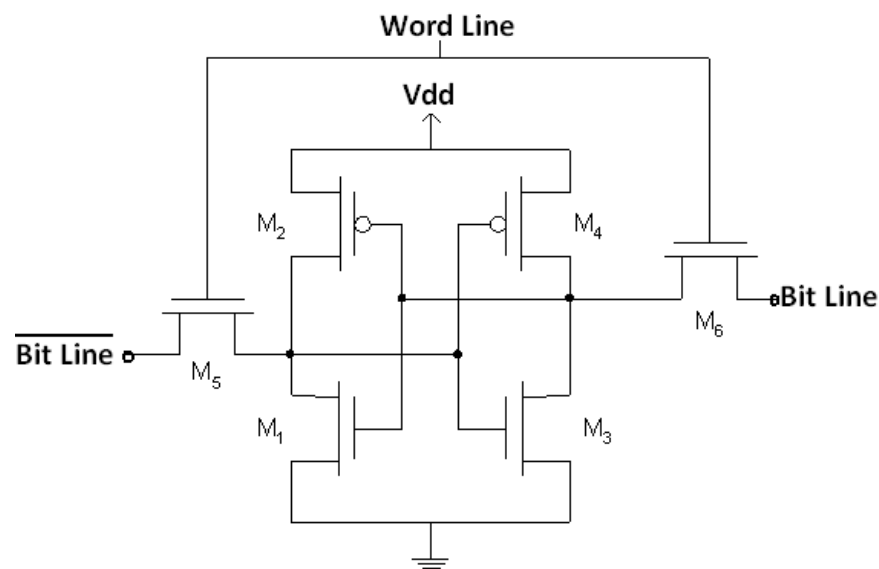 Word Line
Vdd
M2
M4
Bit Line
M6
Bit Line
M5
M1
M3